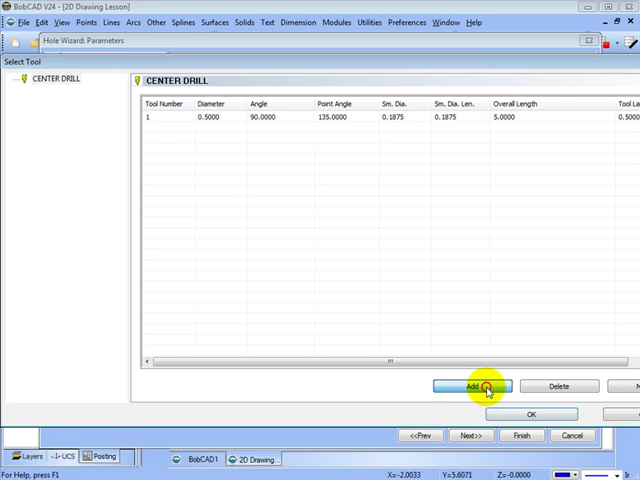 BobCAD V24 - [2D Drawing Lesson]
File Edit View Points Lines Arcs Other Splines Surfaces Solids Text Dimension Modules Utilities Preferences Window Help
Hole Wizard: Parameters
Select Tool
CENTER DRILL
CENTER DRILL
Tool Number Diameter Angle Point Angle Sm. Dia. Sm. Dia. Len. Overall Length Tool La
1 0.5000 90.0000 135.0000 0.1875 0.1875 5.0000 0.5000
Add Delete M
OK
<<Prev Next>> Finish Cancel
Layers UCS Posting BobCAD1 2D Drawing...
For Help, press F1 X=-2.0033 Y=5.6071 Z=-0.0000